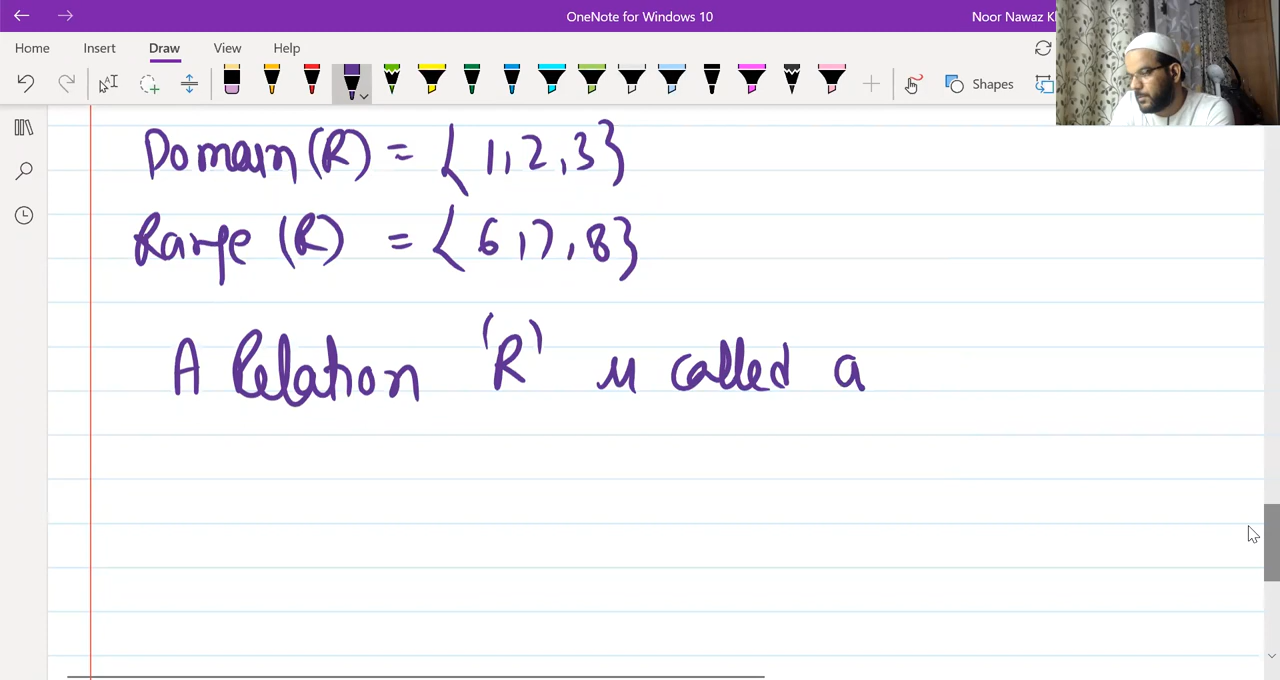 OneNote for Windows 10
Noor Nawaz Kh
Home Insert Draw View Help
Shapes
Domain (R) = { 1, 2, 3 }
Range (R) = { 6, 7, 8 }
A Relation 'R' is called a